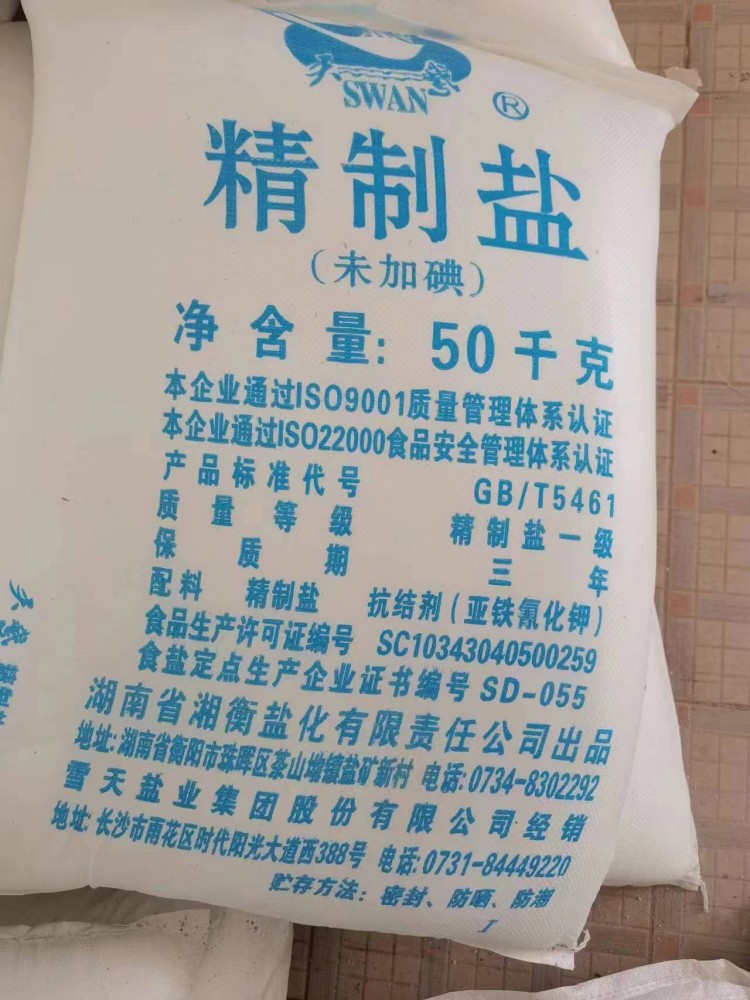 天鹅
SWAN ®
精制盐
（未加碘）
净含量：50千克
本企业通过ISO9001质量管理体系认证
本企业通过ISO22000食品安全管理体系认证
产品标准代号 GB/T5461
质量等级 精制盐一级
保质期 三年
配料 精制盐 抗结剂（亚铁氰化钾）
食品生产许可证编号 SC10343040500259
食盐定点生产企业证书编号 SD-055
湖南省湘衡盐化有限责任公司出品
地址：湖南省衡阳市珠晖区茶山坳镇盐矿新村 电话：0734-8302292
雪天盐业集团股份有限公司经销
地址：长沙市雨花区时代阳光大道西388号 电话：0731-84449220
贮存方法：密封、防晒、防潮
I
天鹅